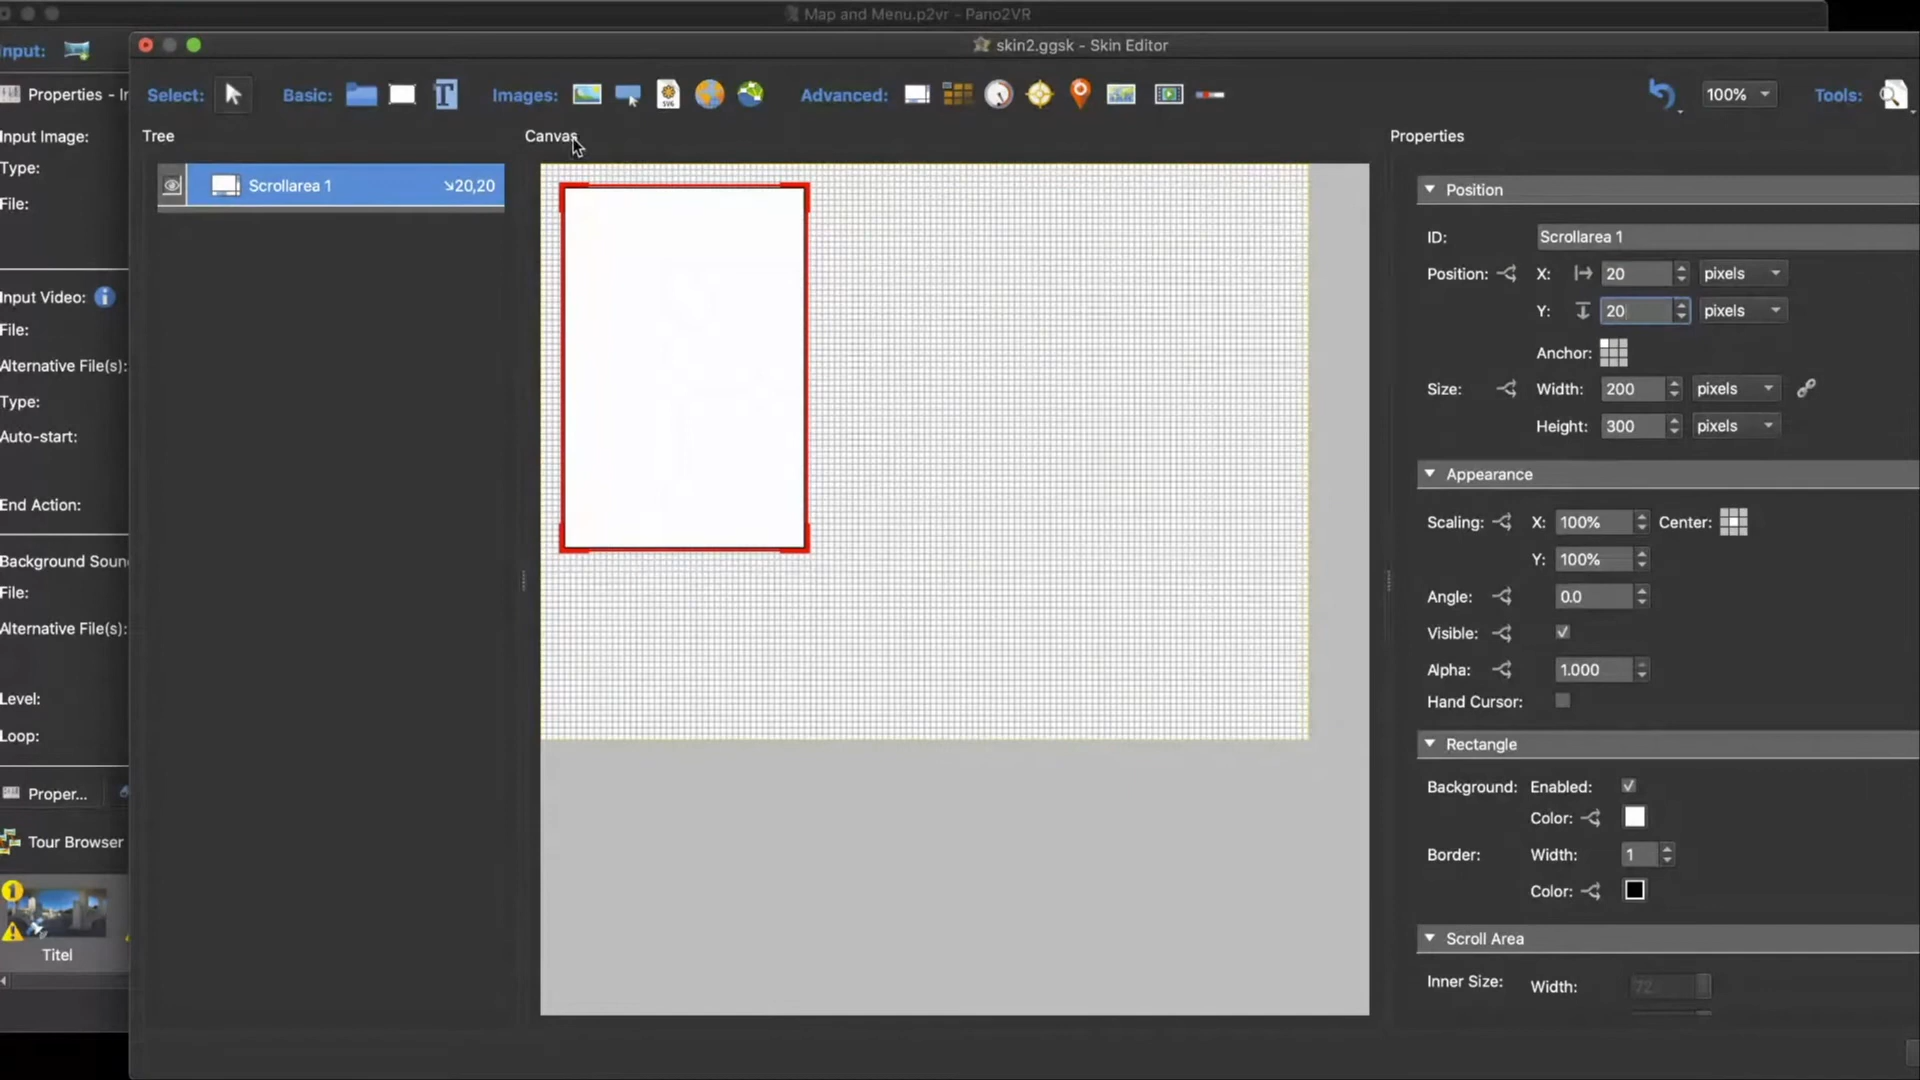 Map and Menu.p2vr - Pano2VR
skin2.ggsk - Skin Editor
Input:
Select:
Basic:
T
Images:
SVG
Advanced:
100%
Tools:
Properties - In
Input Image:
Type:
File:
Input Video:
File:
Alternative File(s):
Type:
Auto-start:
End Action:
Background Soun
File:
Alternative File(s):
Level:
Loop:
Proper...
Tour Browser
1
Titel
Tree
Scrollarea 1
20,20
Canvas
Properties
Position
ID: Scrollarea 1
Position: X: 20 pixels
Y: 20 pixels
Anchor:
Size: Width: 200 pixels
Height: 300 pixels
Appearance
Scaling: X: 100% Center:
Y: 100%
Angle: 0.0
Visible:
Alpha: 1.000
Hand Cursor:
Rectangle
Background: Enabled:
Color:
Border: Width: 1
Color:
Scroll Area
Inner Size: Width: 72